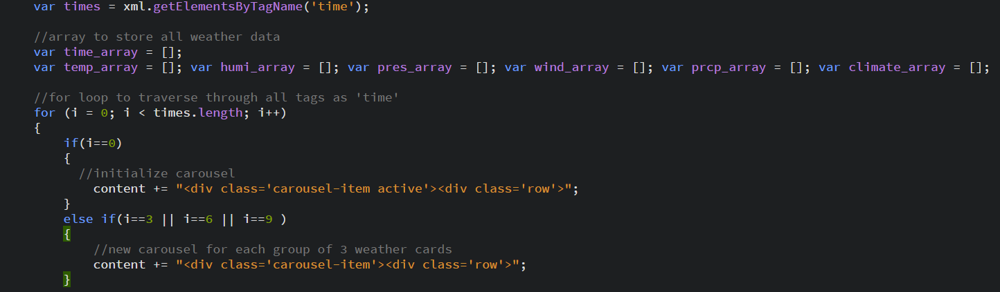 var times = xml.getElementsByTagName('time');
//array to store all weather data
var time_array = [];
var temp_array = []; var humi_array = []; var pres_array = []; var wind_array = []; var prcp_array = []; var climate_array = [];
//for loop to traverse through all tags as 'time'
for (i = 0; i < times.length; i++)
{
if(i==0)
{
//initialize carousel
content += "<div class='carousel-item active'><div class='row'>";
}
else if(i==3 || i==6 || i==9 )
{
//new carousel for each group of 3 weather cards
content += "<div class='carousel-item'><div class='row'>";
}